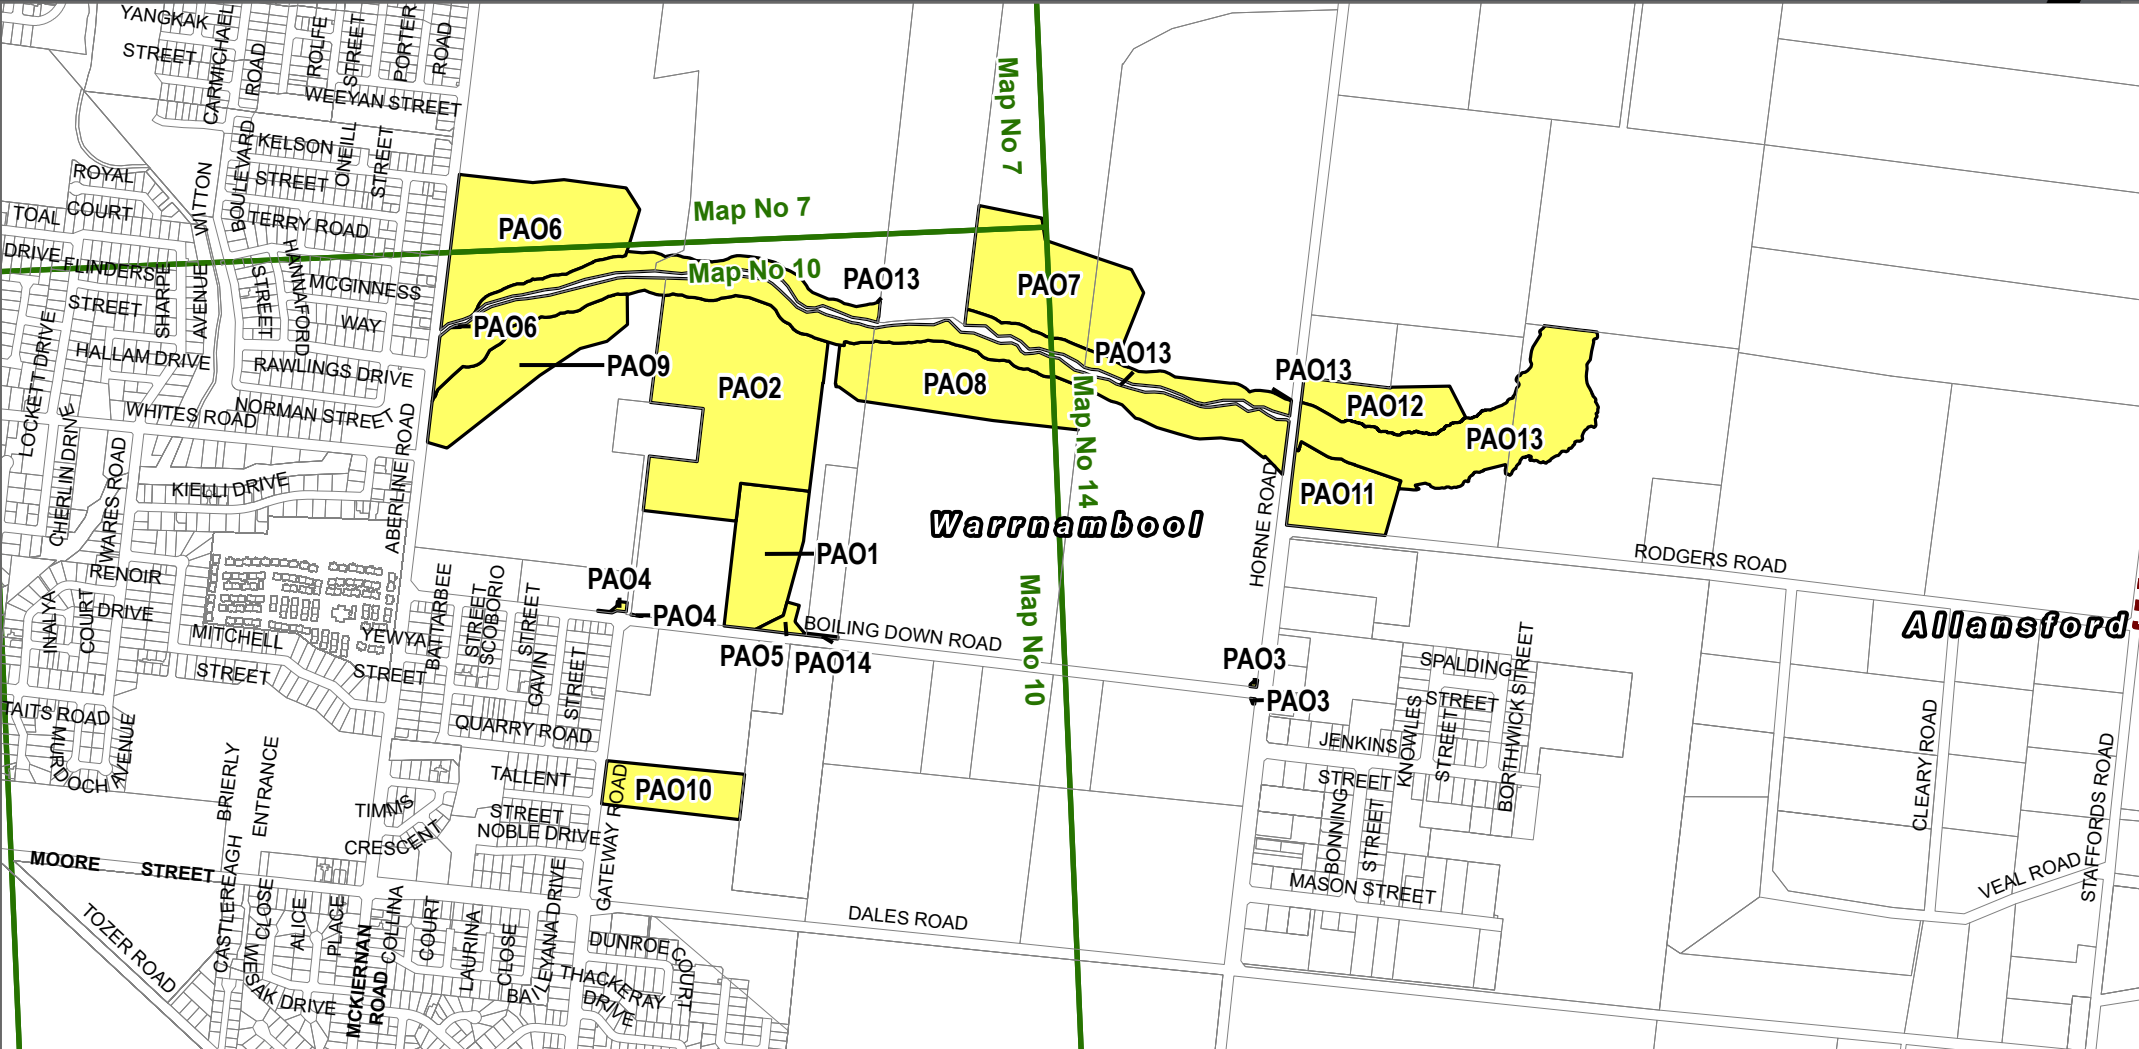 YANGKAK
STREET
CARMICHAEL
ROAD
ROLFE
STREET
PORTER
ROAD
WEEYAN STREET
KELSON
STREET
ONEILL
STREET
BOULEVARD
WITTON
AVENUE
ROYAL
COURT
TOAL
DRIVE
TERRY ROAD
FLINDERS
STREET
SHARPE
AVENUE
STREET
HANNAFORD
MCGINNESS
WAY
HALLAM DRIVE
RAWLINGS DRIVE
LOCKETT DRIVE
WHITES ROAD
NORMAN STREET
CHERLIN DRIVE
WARES ROAD
KIELLI DRIVE
ABERLINE ROAD
Map No 7
Map No 7
Map No 10
Map No 14
Map No 10
PAO6
PAO6
PAO9
PAO2
PAO13
PAO7
PAO8
PAO13
PAO13
PAO12
PAO13
PAO11
PAO1
PAO4
PAO4
PAO5
PAO14
PAO3
PAO3
PAO10
Warrnambool
Allansford
HORNE ROAD
RODGERS ROAD
BOILING DOWN ROAD
RENOIR
DRIVE
INALYA
COURT
MITCHELL
STREET
YEWYAL
STREET
BATTARBEE
STREET
SCOBORIO
STREET
GAVIN
STREET
QUARRY ROAD
TAITS ROAD
MURDOCH
AVENUE
BRIERLY
ENTRANCE
TALLENT
STREET
NOBLE DRIVE
TIMMS
CRESCENT
GATEWAY ROAD
MOORE STREET
TOZER ROAD
CASTLEREAGH
CLOSE
MEWSAK DRIVE
ALICE
PLACE
MCKIERNAN
ROAD
COLLINA
COURT
LAURINA
CLOSE
BALEYANA DRIVE
DUNROE
COURT
THACKERAY
DRIVE
DALES ROAD
SPALDING
STREET
KNOWLES
STREET
BORTHWICK STREET
JENKINS
STREET
BONNING
STREET
MASON STREET
CLEARY ROAD
STAFFORDS ROAD
VEAL ROAD